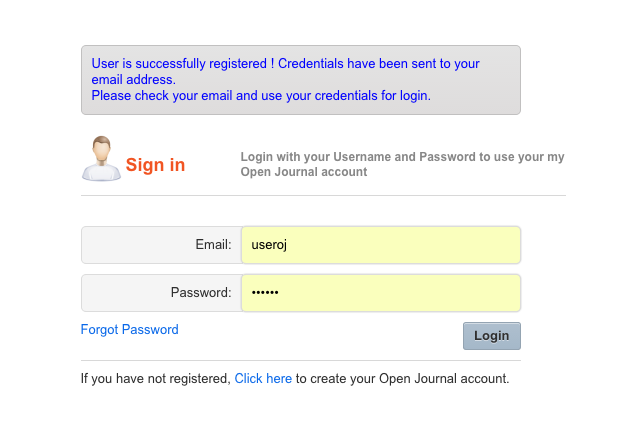 User is successfully registered ! Credentials have been sent to your
email address.
Please check your email and use your credentials for login.
Sign in
Login with your Username and Password to use your my
Open Journal account
Email: useroj
Password: ••••••
Forgot Password
Login
If you have not registered, Click here to create your Open Journal account.